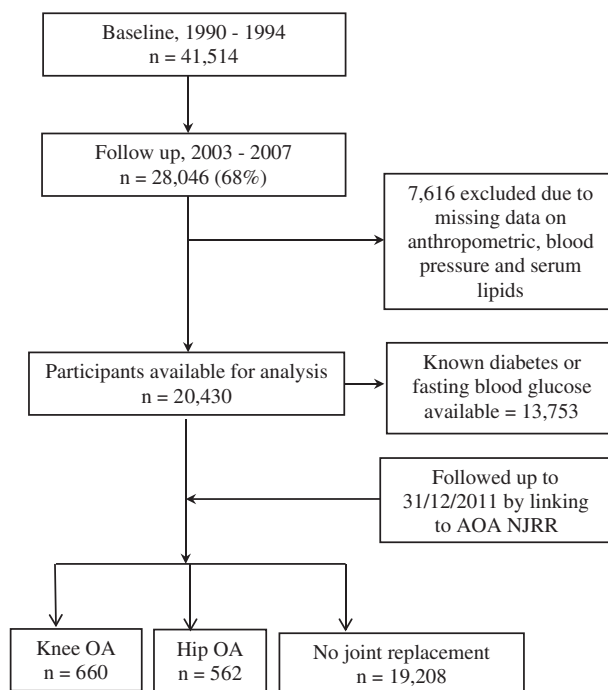 Baseline, 1990 - 1994
n = 41,514
Follow up, 2003 - 2007
n = 28,046 (68%)
7,616 excluded due to
missing data on
anthropometric, blood
pressure and serum
lipids
Participants available for analysis
n = 20,430
Known diabetes or
fasting blood glucose
available = 13,753
Followed up to
31/12/2011 by linking
to AOA NJRR
Knee OA
n = 660
Hip OA
n = 562
No joint replacement
n = 19,208